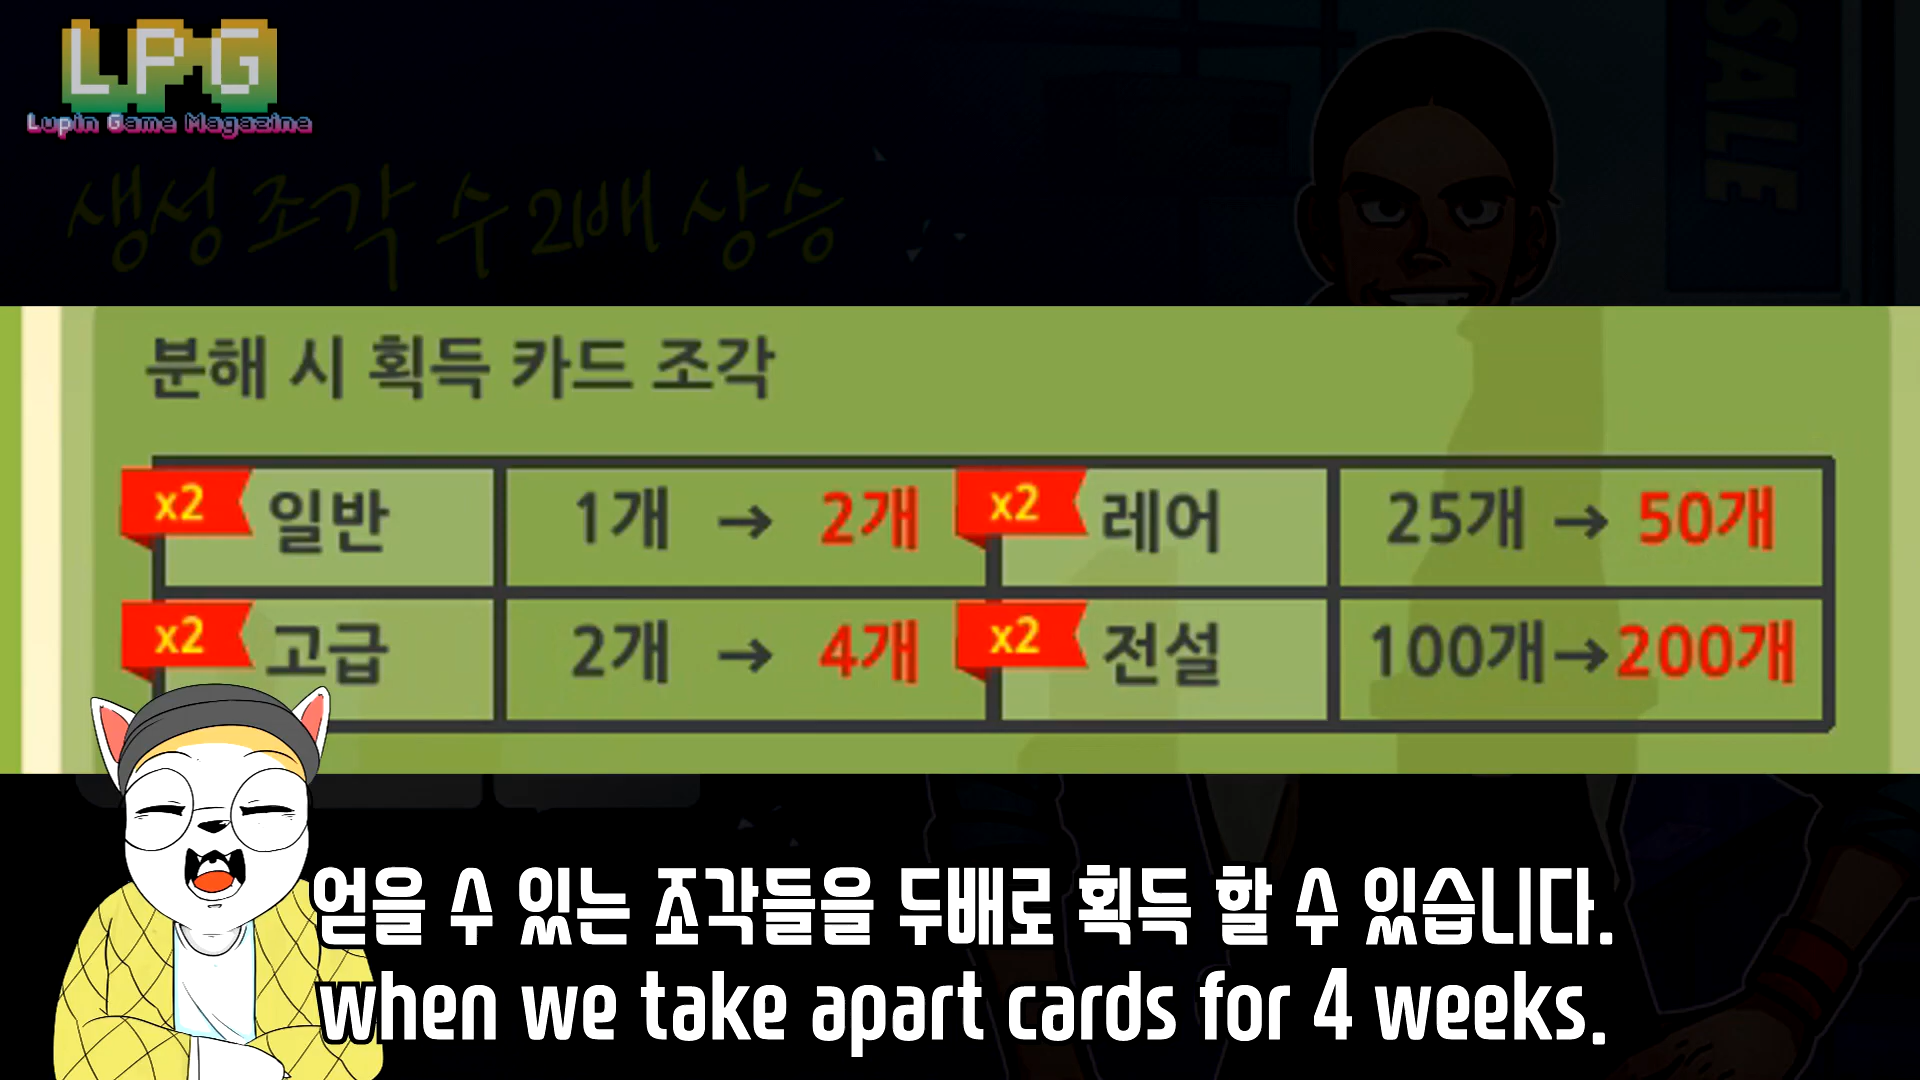 LPG
Lupin Game Magazine
SALE
생성 조각 수 2배 상승
분해 시 획득 카드 조각
x2 일반 1개 → 2개 x2 레어 25개 → 50개
x2 고급 2개 → 4개 x2 전설 100개→200개
얻을 수 있는 조각들을 두배로 획득 할 수 있습니다.
when we take apart cards for 4 weeks.